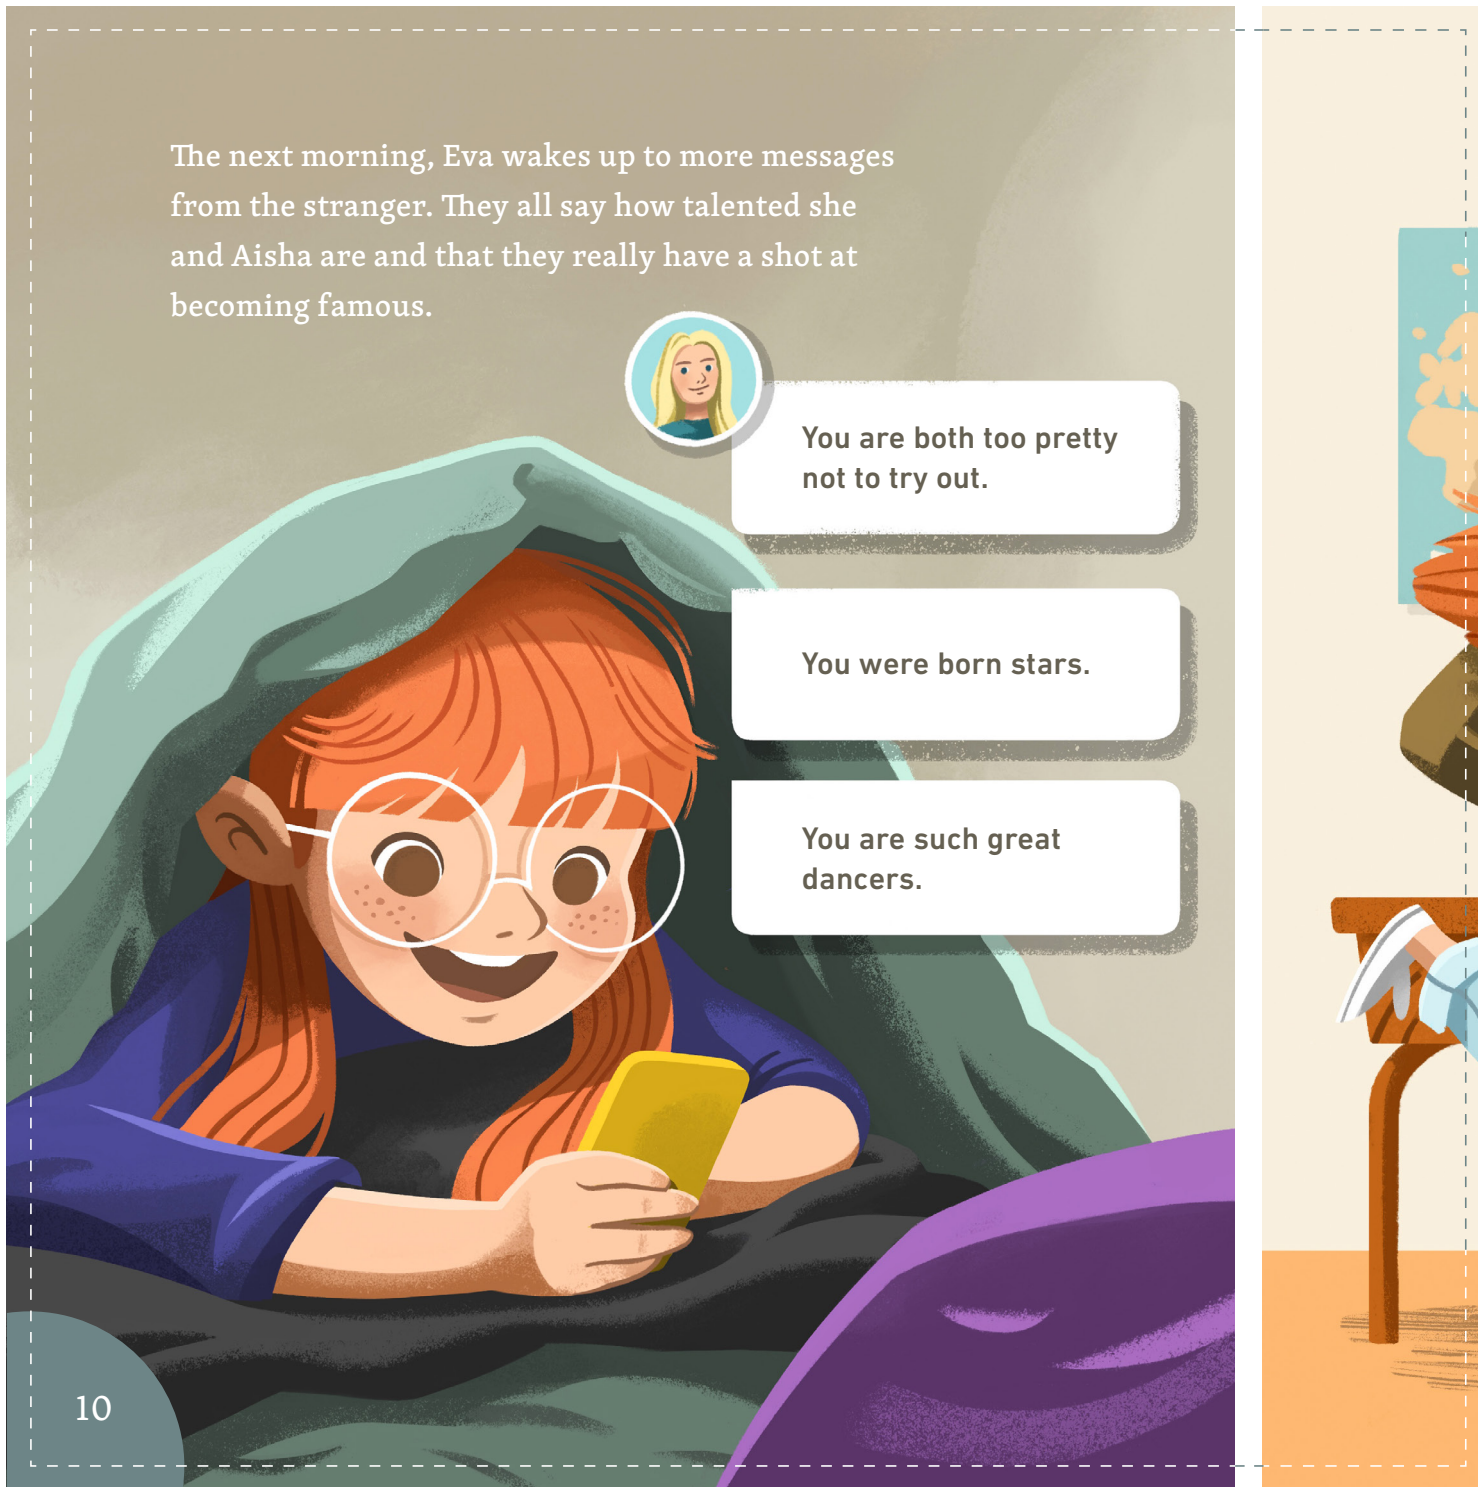 The next morning, Eva wakes up to more messages
from the stranger. They all say how talented she
and Aisha are and that they really have a shot at
becoming famous.
You are both too pretty
not to try out.
You were born stars.
You are such great
dancers.
10